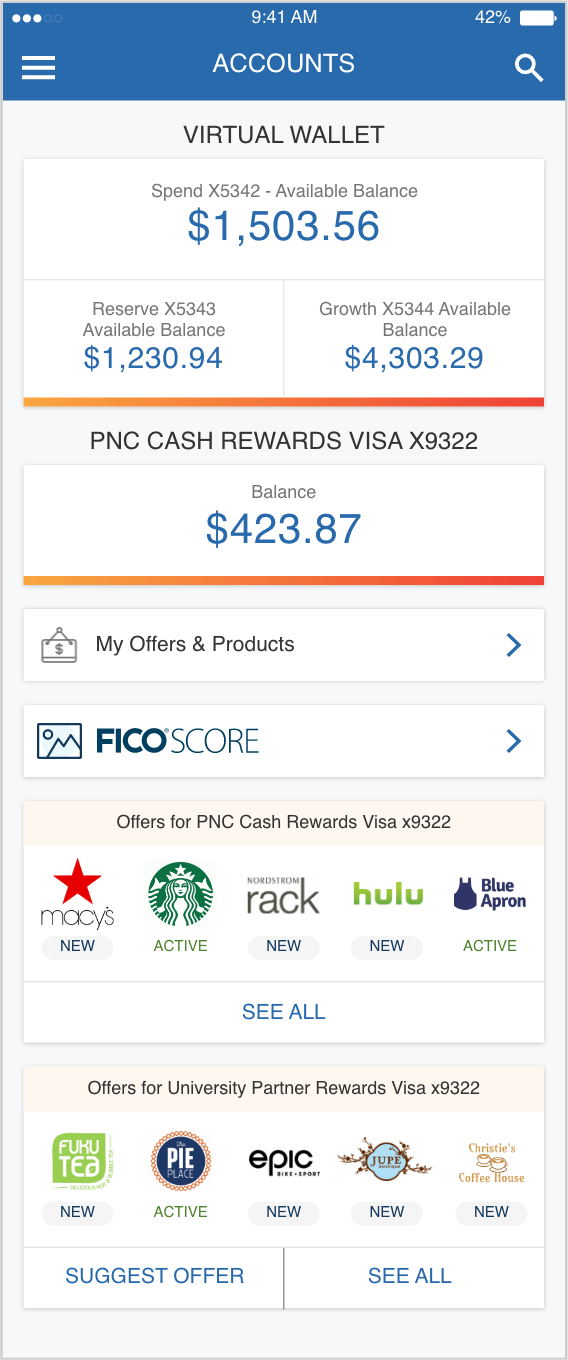 9:41 AM
42%
ACCOUNTS
VIRTUAL WALLET
Spend X5342 - Available Balance
$1,503.56
Reserve X5343
Available Balance
$1,230.94
Growth X5344 Available
Balance
$4,303.29
PNC CASH REWARDS VISA X9322
Balance
$423.87
$
My Offers & Products
FICO® SCORE
Offers for PNC Cash Rewards Visa x9322
macy's
NORDSTROM
rack
hulu
Blue
Apron
NEW
ACTIVE
NEW
NEW
ACTIVE
SEE ALL
Offers for University Partner Rewards Visa x9322
FUKU
TEA
The
PIE
PLACE
epic
BIKE + SPORT
JUPE
boutique
Christie's
Coffee House
NEW
ACTIVE
NEW
NEW
NEW
SUGGEST OFFER
SEE ALL